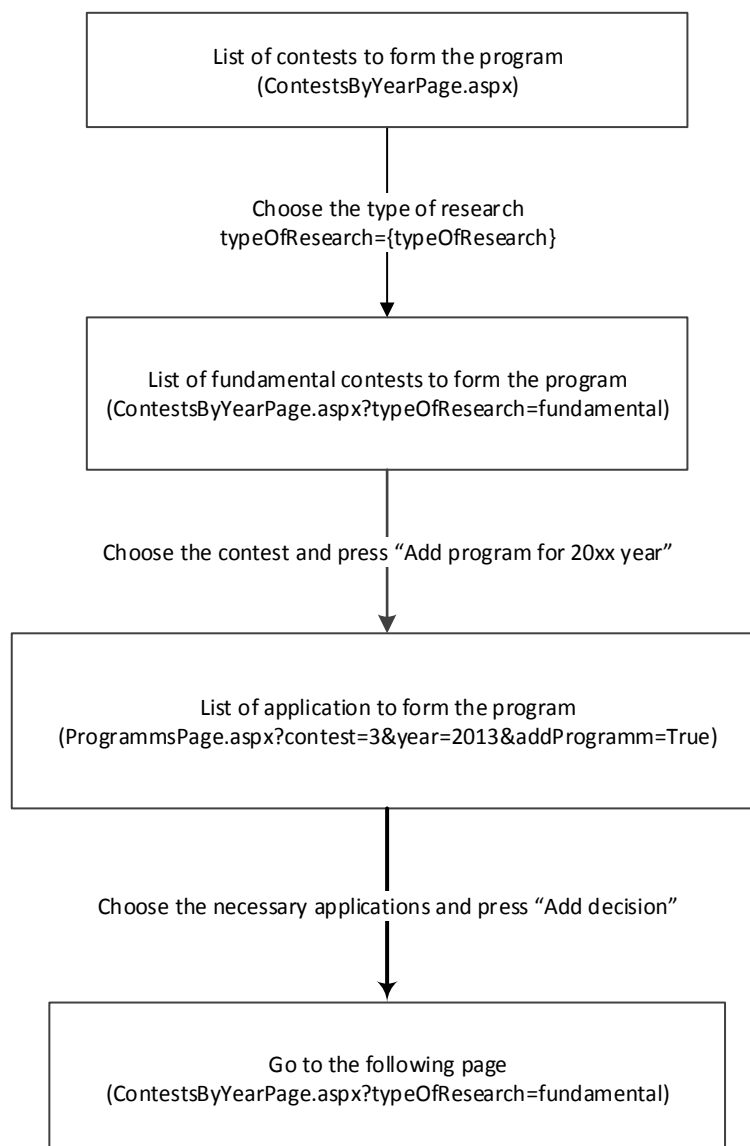 List of contests to form the program
(ContestsByYearPage.aspx)
Choose the type of research
typeOfResearch={typeOfResearch}
List of fundamental contests to form the program
(ContestsByYearPage.aspx?typeOfResearch=fundamental)
Choose the contest and press “Add program for 20xx year”
List of application to form the program
(ProgrammsPage.aspx?contest=3&year=2013&addProgramm=True)
Choose the necessary applications and press “Add decision”
Go to the following page
(ContestsByYearPage.aspx?typeOfResearch=fundamental)